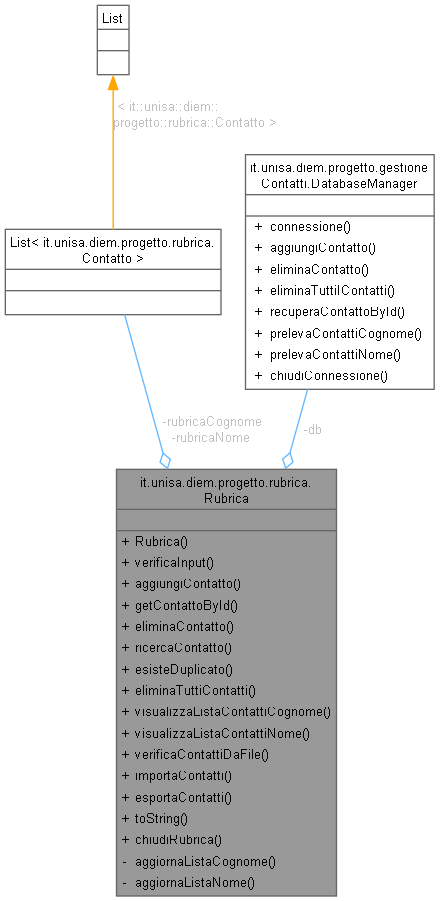 List
< it::unisa::diem::
progetto::rubrica::Contatto >
it.unisa.diem.progetto.gestione
Contatti.DatabaseManager
+ connessione()
+ aggiungiContatto()
+ eliminaContatto()
+ eliminaTuttiIContatti()
+ recuperaContattoById()
+ prelevaContattiCognome()
+ prelevaContattiNome()
+ chiudiConnessione()
List< it.unisa.diem.progetto.rubrica.
Contatto >
-rubricaCognome
-rubricaNome
-db
it.unisa.diem.progetto.rubrica.
Rubrica
+ Rubrica()
+ verificaInput()
+ aggiungiContatto()
+ getContattoById()
+ eliminaContatto()
+ ricercaContatto()
+ esisteDuplicato()
+ eliminaTuttiContatti()
+ visualizzaListaContattiCognome()
+ visualizzaListaContattiNome()
+ verificaContattiDaFile()
+ importaContatti()
+ esportaContatti()
+ toString()
+ chiudiRubrica()
- aggiornaListaCognome()
- aggiornaListaNome()